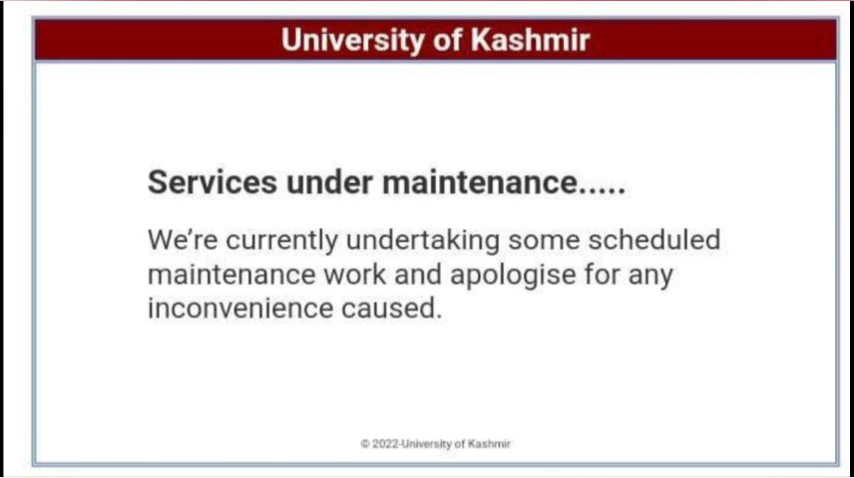 University of Kashmir
Services under maintenance.....
We’re currently undertaking some scheduled
maintenance work and apologise for any
inconvenience caused.
© 2022-University of Kashmir